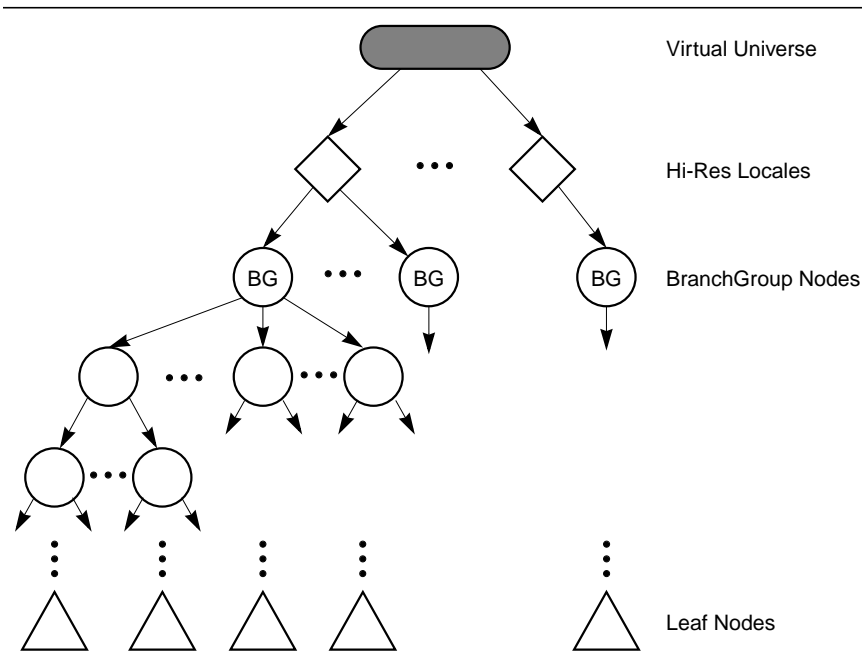 Virtual Universe
Hi-Res Locales
BG BG BG BranchGroup Nodes
Leaf Nodes